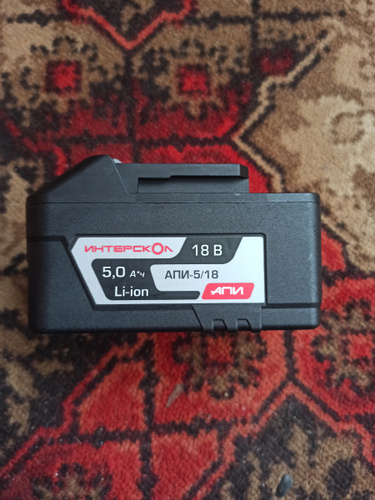 ИНТЕРСКОЛ 18 В
5,0 А*ч АПИ-5/18
Li-ion АПИ